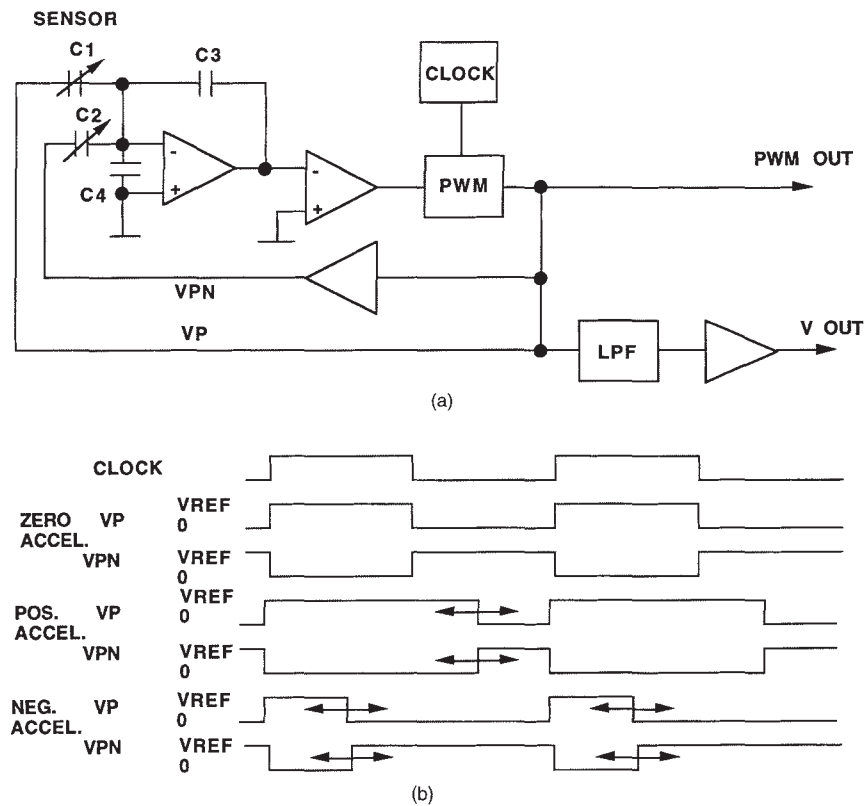 SENSOR
C1
C3
CLOCK
C2
-
+
C4
-
+
PWM
PWM OUT
VPN
VP
LPF
V OUT
(a)
CLOCK
ZERO VP VREF
ACCEL. 0
VPN VREF
0
POS. VP VREF
ACCEL. 0
VPN VREF
0
NEG. VP VREF
ACCEL. 0
VPN VREF
0
(b)